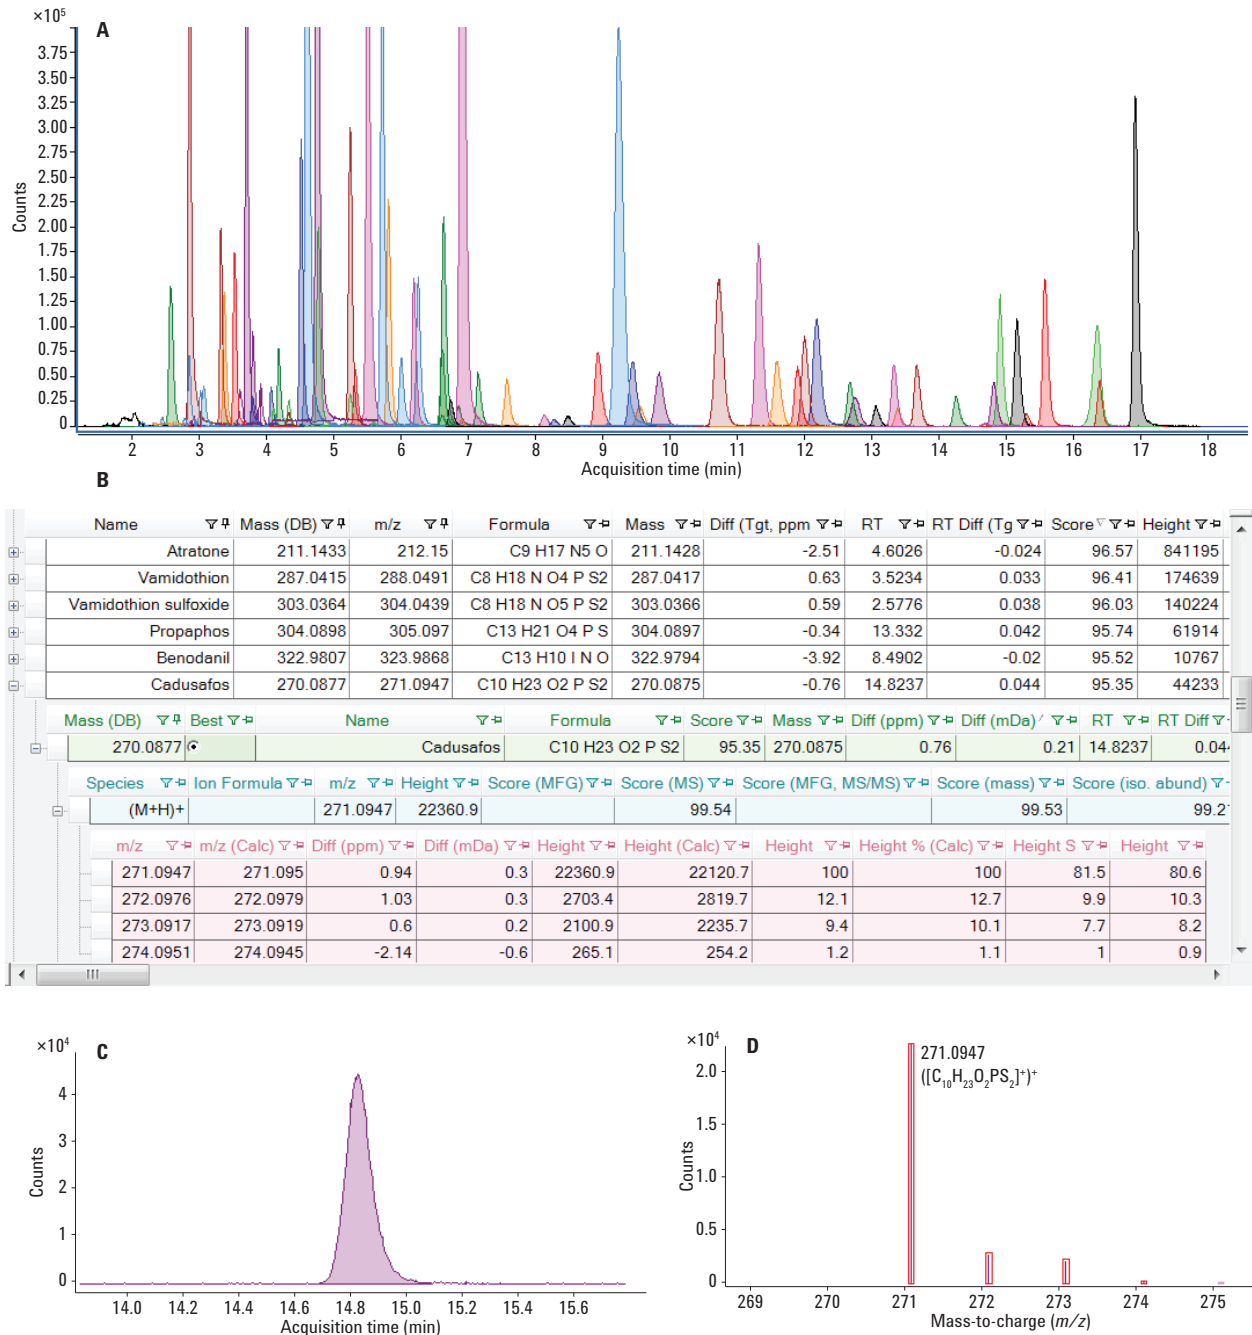 ×10⁵
A
3.75
3.50
3.25
3.00
2.75
2.50
2.25
2.00
1.75
1.50
1.25
1.00
0.75
0.50
0.25
0
Counts
2 3 4 5 6 7 8 9 10 11 12 13 14 15 16 17 18
Acquisition time (min)
B
Name Mass (DB) m/z Formula Mass Diff (Tgt, ppm RT RT Diff (Tg Score Height
Atratone 211.1433 212.15 C9 H17 N5 O 211.1428 -2.51 4.6026 -0.024 96.57 841195
Vamidothion 287.0415 288.0491 C8 H18 N O4 P S2 287.0417 0.63 3.5234 0.033 96.41 174639
Vamidothion sulfoxide 303.0364 304.0439 C8 H18 N O5 P S2 303.0366 0.59 2.5776 0.038 96.03 140224
Propaphos 304.0898 305.097 C13 H21 O4 P S 304.0897 -0.34 13.332 0.042 95.74 61914
Benodanil 322.9807 323.9868 C13 H10 I N O 322.9794 -3.92 8.4902 -0.02 95.52 10767
Cadusafos 270.0877 271.0947 C10 H23 O2 P S2 270.0875 -0.76 14.8237 0.044 95.35 44233
Mass (DB) Best Name Formula Score Mass Diff (ppm) Diff (mDa) RT RT Diff
270.0877 Cadusafos C10 H23 O2 P S2 95.35 270.0875 0.76 0.21 14.8237 0.044
Species Ion Formula m/z Height Score (MFG) Score (MS) Score (MFG, MS/MS) Score (mass) Score (iso. abund)
(M+H)+ 271.0947 22360.9 99.54 99.53 99.2
m/z m/z (Calc) Diff (ppm) Diff (mDa) Height Height (Calc) Height Height % (Calc) Height S Height
271.0947 271.095 0.94 0.3 22360.9 22120.7 100 100 81.5 80.6
272.0976 272.0979 1.03 0.3 2703.4 2819.7 12.1 12.7 9.9 10.3
273.0917 273.0919 0.6 0.2 2100.9 2235.7 9.4 10.1 7.7 8.2
274.0951 274.0945 -2.14 -0.6 265.1 254.2 1.2 1.1 1 0.9
×10⁴
C
4
3
2
1
0
Counts
14.0 14.2 14.4 14.6 14.8 15.0 15.2 15.4 15.6
Acquisition time (min)
×10⁴
D
271.0947
([C₁₀H₂₃O₂PS₂]⁺)⁺
2.0
1.5
1.0
0.5
0
Counts
269 270 271 272 273 274 275
Mass-to-charge (m/z)